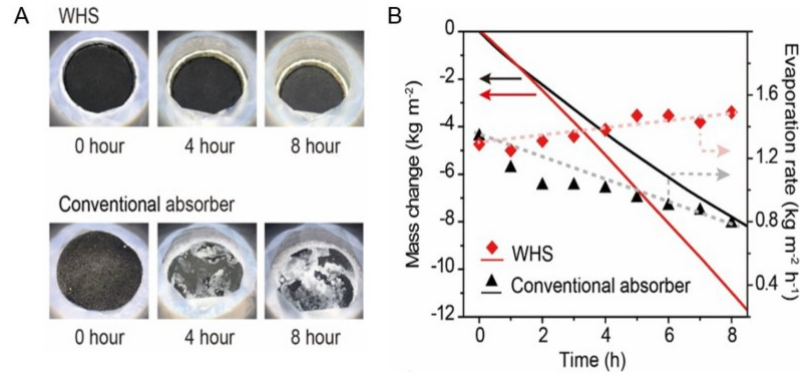 A
WHS
0 hour
4 hour
8 hour
Conventional absorber
0 hour
4 hour
8 hour
B
Mass change (kg m⁻²)
0
-2
-4
-6
-8
-10
-12
WHS
Conventional absorber
0
2
4
6
8
Time (h)
1.6
1.2
0.8
0.4
Evaporation rate (kg m⁻² h⁻¹)